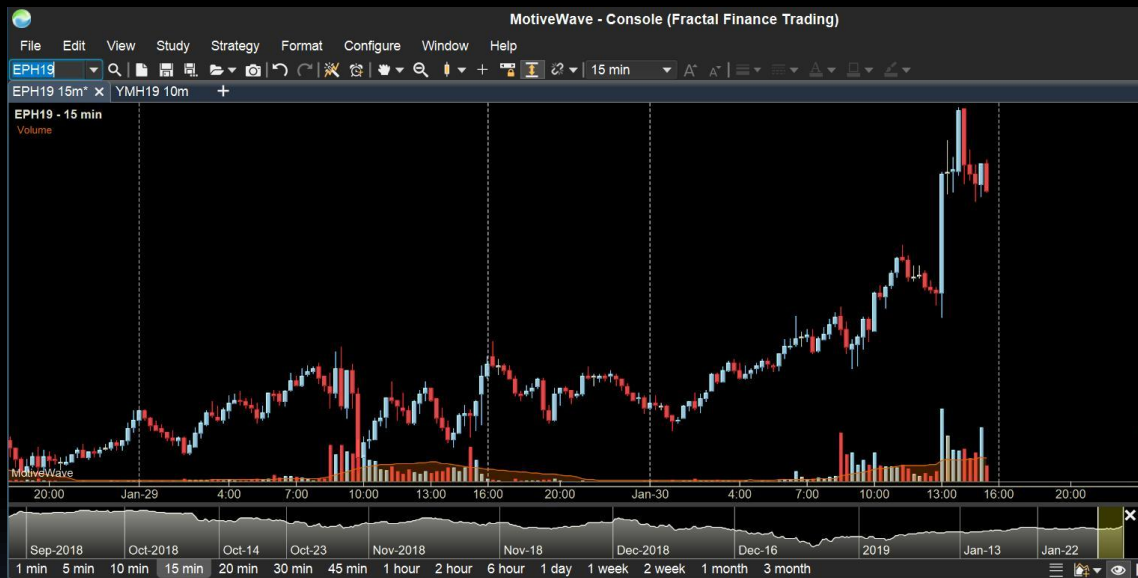 MotiveWave - Console (Fractal Finance Trading)
File Edit View Study Strategy Format Configure Window Help
EPH19 15 min
EPH19 15m* YMH19 10m
EPH19 - 15 min
Volume
MotiveWave
20:00 Jan-29 4:00 7:00 10:00 13:00 16:00 20:00 Jan-30 4:00 7:00 10:00 13:00 16:00 20:00
Sep-2018 Oct-2018 Oct-14 Oct-23 Nov-2018 Nov-18 Dec-2018 Dec-16 2019 Jan-13 Jan-22
1 min 5 min 10 min 15 min 20 min 30 min 45 min 1 hour 2 hour 6 hour 1 day 1 week 2 week 1 month 3 month